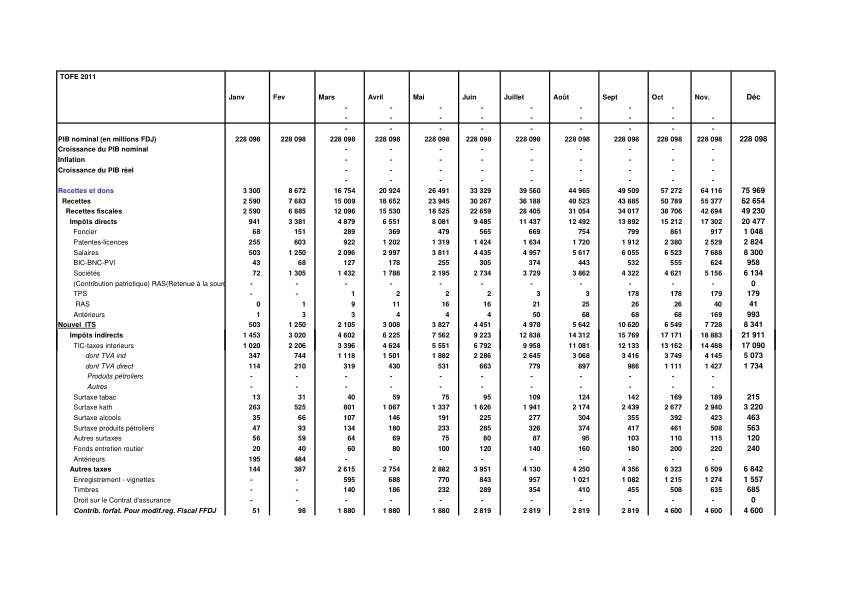 TOFE 2011
Janv Fev Mars Avril Mai Juin Juillet Août Sept Oct Nov. Déc
- - - - - - - - -
- - - - - - - - -
- - - - - - - - -
PIB nominal (en millions FDJ) 228 098 228 098 228 098 228 098 228 098 228 098 228 098 228 098 228 098 228 098 228 098 228 098
Croissance du PIB nominal - - - - - - - - -
Inflation - - - - - - - - -
Croissance du PIB réel - - - - - - - - -
- - - - - - - - -
Recettes et dons 3 300 8 672 16 754 20 924 26 491 33 329 39 560 44 965 49 509 57 272 64 116 75 969
Recettes 2 590 7 683 15 009 18 652 23 945 30 267 36 188 40 523 43 885 50 789 55 377 62 654
Recettes fiscales 2 590 6 885 12 096 15 530 18 525 22 659 28 405 31 054 34 017 38 706 42 694 49 230
Impôts directs 941 3 381 4 879 6 551 8 081 9 485 11 437 12 492 13 892 15 212 17 302 20 477
Foncier 68 151 289 369 479 565 669 754 799 861 917 1 048
Patentes-licences 255 603 922 1 202 1 319 1 424 1 634 1 720 1 912 2 380 2 529 2 824
Salaires 503 1 250 2 096 2 997 3 811 4 435 4 957 5 617 6 055 6 523 7 688 8 300
BIC-BNC-PVI 43 68 127 178 255 305 374 443 532 555 624 958
Sociétés 72 1 305 1 432 1 788 2 195 2 734 3 729 3 862 4 322 4 621 5 156 6 134
(Contribution patriotique) RAS(Retenue à la sour - - - - - - - - - - - 0
TPS - - 1 2 2 2 3 3 178 178 179 179
RAS 0 1 9 11 16 16 21 25 26 26 40 41
Antérieurs 1 3 3 4 4 4 50 68 68 68 169 993
Nouvel ITS 503 1 250 2 105 3 008 3 827 4 451 4 978 5 642 10 620 6 549 7 728 8 341
Impôts indirects 1 453 3 020 4 602 6 225 7 562 9 223 12 838 14 312 15 769 17 171 18 883 21 911
TIC-taxes interieurs 1 020 2 206 3 396 4 624 5 551 6 792 9 958 11 081 12 133 13 162 14 488 17 090
dont TVA ind 347 744 1 118 1 501 1 882 2 286 2 645 3 068 3 416 3 749 4 145 5 073
dont TVA direct 114 210 319 430 531 663 779 897 986 1 111 1 427 1 734
Produits pétroliers - - - - - - - - - - -
Autres - - - - - - - - - - -
Surtaxe tabac 13 31 40 59 75 95 109 124 142 169 189 215
Surtaxe kath 263 525 801 1 067 1 337 1 626 1 941 2 174 2 439 2 677 2 940 3 220
Surtaxe alcools 35 66 107 146 191 225 277 304 355 392 423 463
Surtaxe produits pétroliers 47 93 134 180 233 285 326 374 417 461 508 563
Autres surtaxes 56 59 64 69 75 80 87 95 103 110 115 120
Fonds entretien routier 20 40 60 80 100 120 140 160 180 200 220 240
Antérieurs 195 484 - - - - - - - - -
Autres taxes 144 387 2 615 2 754 2 882 3 951 4 130 4 250 4 356 6 323 6 509 6 842
Enregistrement - vignettes - - 595 688 770 843 957 1 021 1 082 1 215 1 274 1 557
Timbres - - 140 186 232 289 354 410 455 508 635 685
Droit sur le Contrat d'assurance - - - - - - - - - - - 0
Contrib. forfat. Pour modif.reg. Fiscal FFDJ 51 98 1 880 1 880 1 880 2 819 2 819 2 819 2 819 4 600 4 600 4 600